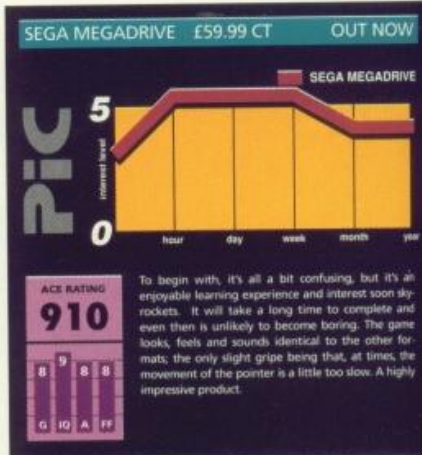 SEGA MEGADRIVE £59.99 CT OUT NOW
SEGA MEGADRIVE
PiC
interest level
5
0
hour day week month year
ACE RATING
910
8 9 8 8
G IQ A FF
To begin with, it's all a bit confusing, but it's an
enjoyable learning experience and interest soon sky-
rockets. It will take a long time to complete and
even then is unlikely to become boring. The game
looks, feels and sounds identical to the other for-
mats; the only slight gripe being that, at times, the
movement of the pointer is a little too slow. A highly
impressive product.